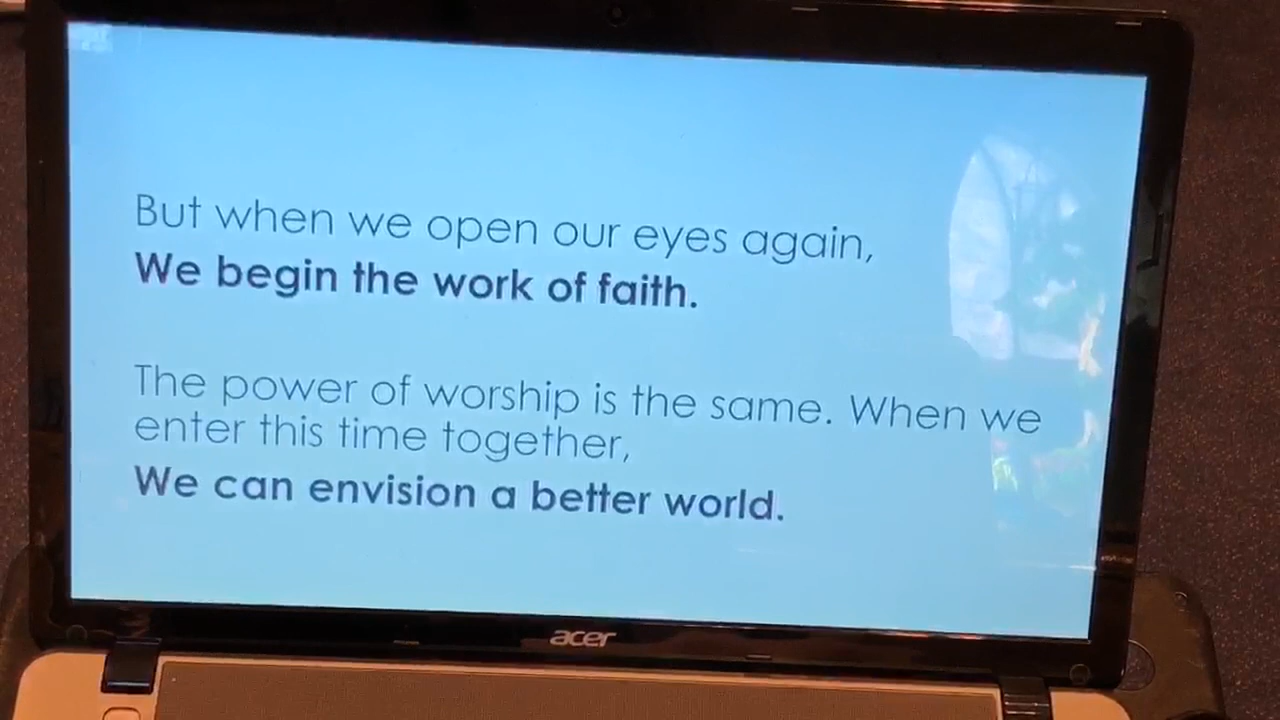 But when we open our eyes again,
We begin the work of faith.
The power of worship is the same. When we
enter this time together,
We can envision a better world.
acer